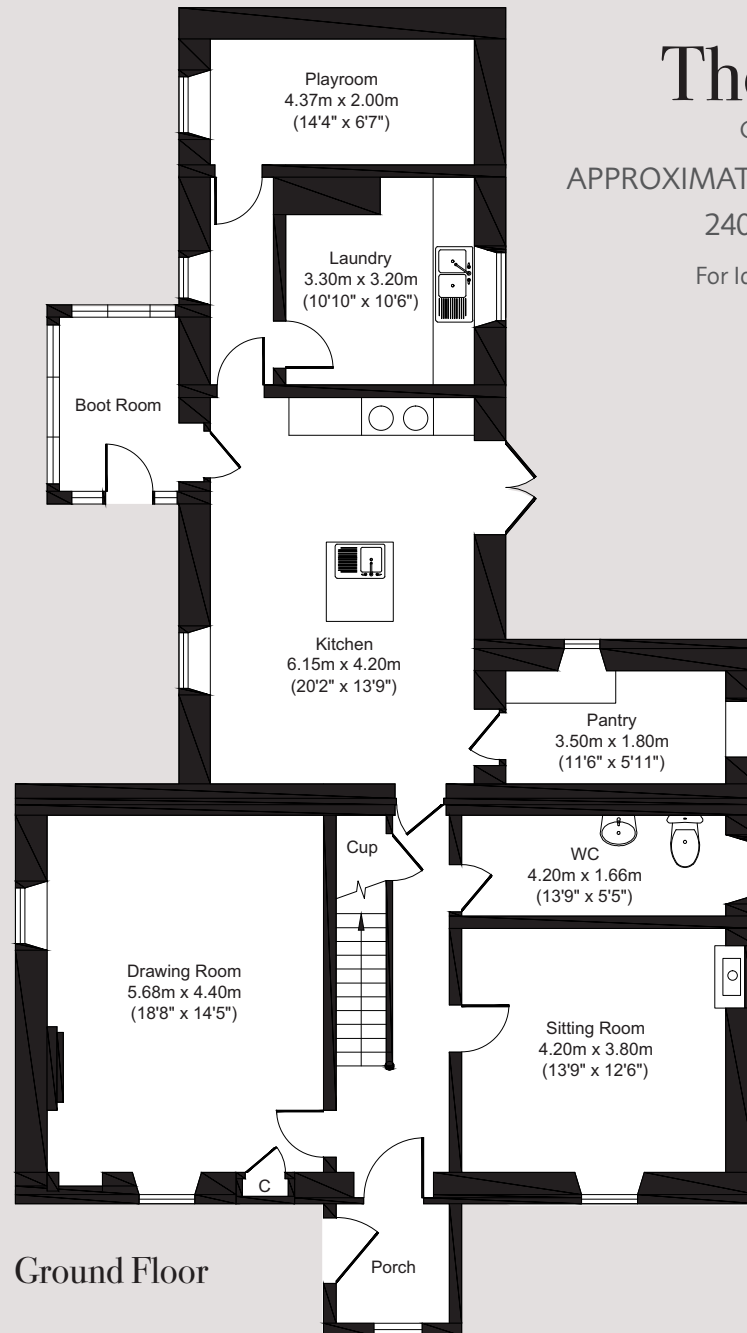 Playroom
4.37m x 2.00m
(14'4" x 6'7")
The
APPROXIMAT
240
Laundry
3.30m x 3.20m
(10'10" x 10'6")
For
Boot Room
Kitchen
6.15m x 4.20m
(20'2" x 13'9")
Pantry
3.50m x 1.80m
(11'6" x 5'11")
Cup
WC
4.20m x 1.66m
(13'9" x 5'5")
Drawing Room
5.68m x 4.40m
(18'8" x 14'5")
Sitting Room
4.20m x 3.80m
(13'9" x 12'6")
C
Porch
Ground Floor